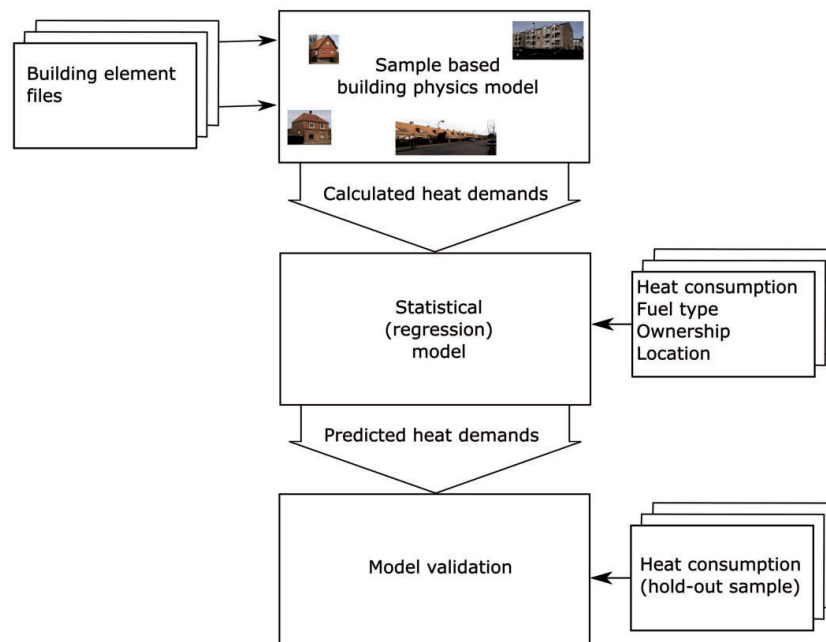 Building element
files
Sample based
building physics model
Calculated heat demands
Statistical
(regression)
model
Heat consumption
Fuel type
Ownership
Location
Predicted heat demands
Model validation
Heat consumption
(hold-out sample)